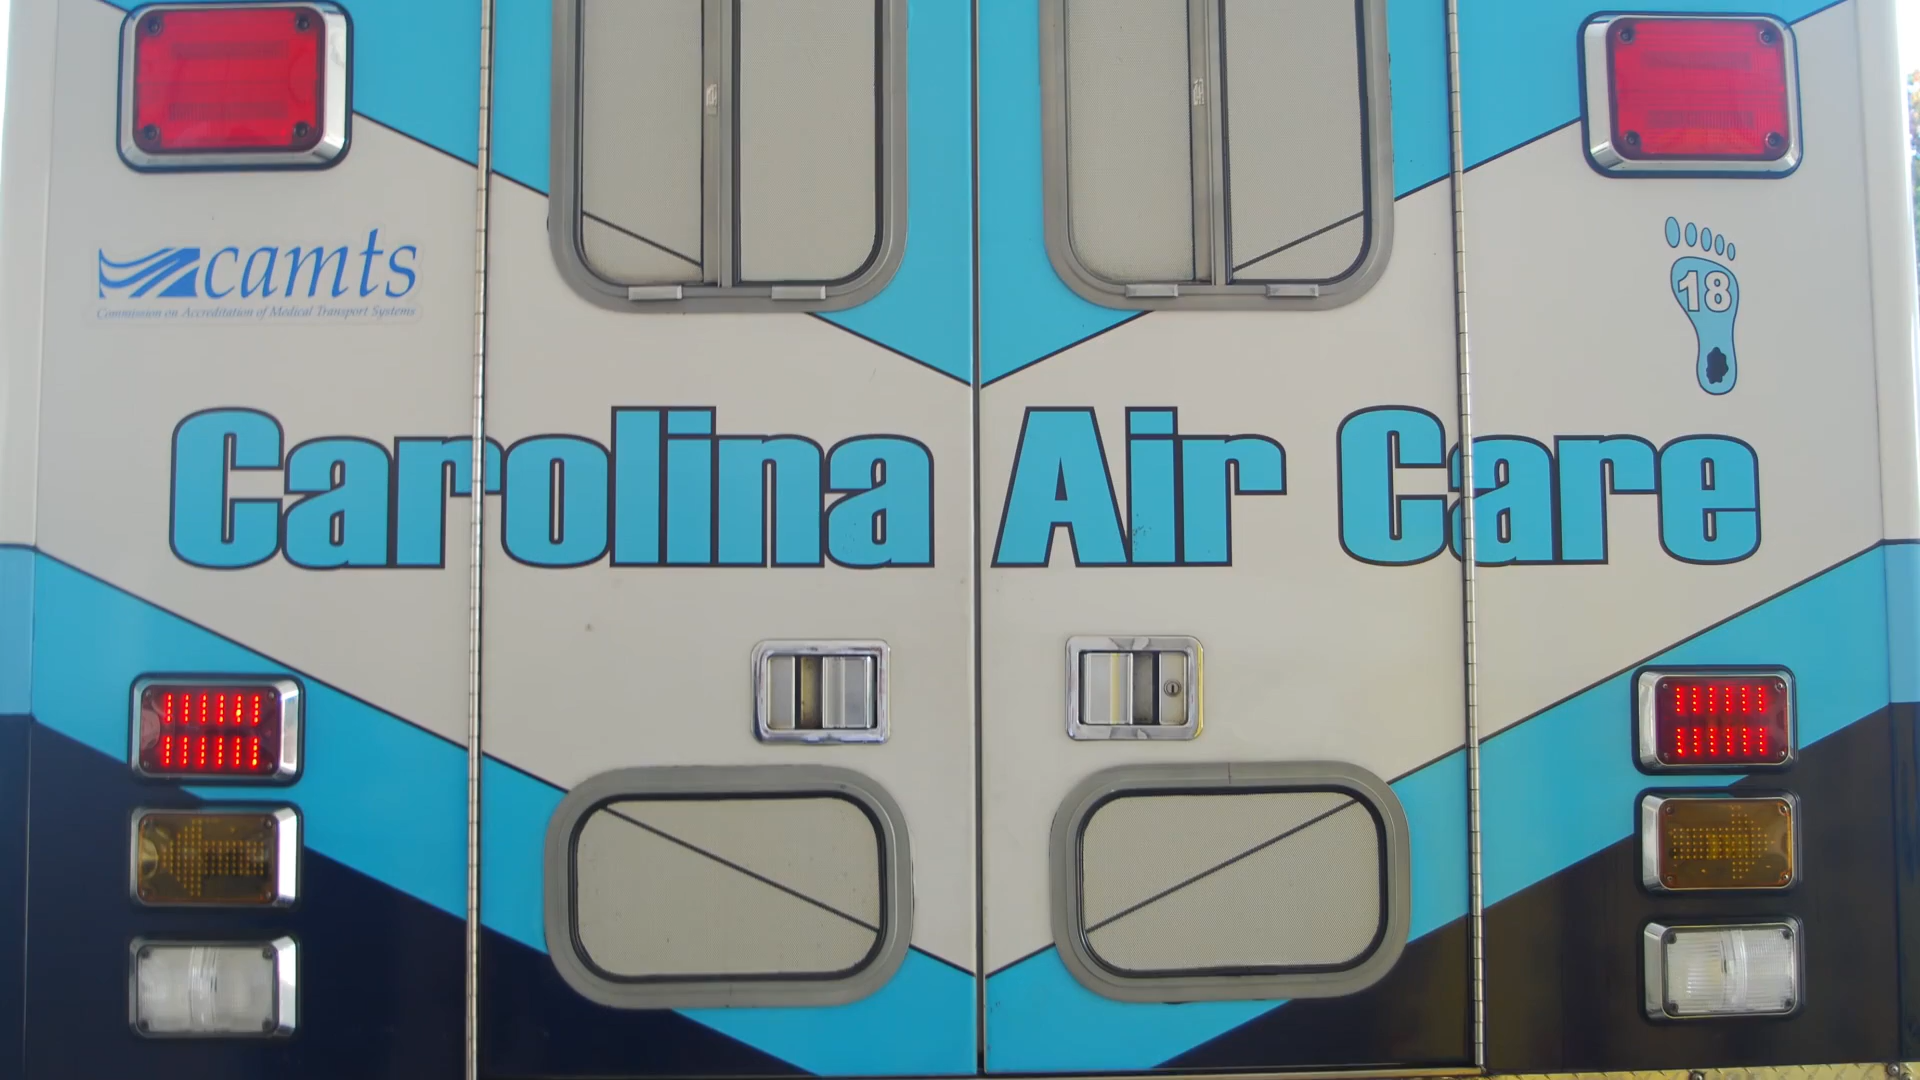 camts
Commission on Accreditation of Medical Transport Systems
18
Carolina Air Care